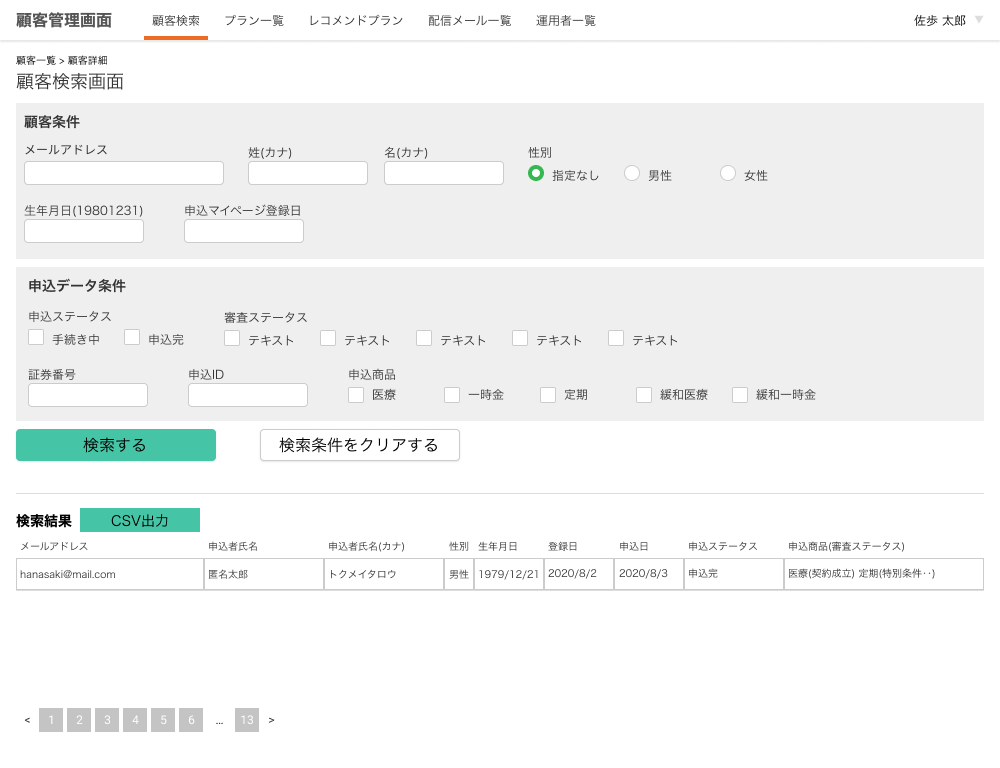 顧客管理画面 顧客検索 プラン一覧 レコメンドプラン 配信メール一覧 運用者一覧 佐歩 太郎 ▼
顧客一覧 > 顧客詳細
顧客検索画面
顧客条件
メールアドレス 姓(カナ) 名(カナ) 性別
指定なし 男性 女性
生年月日(19801231) 申込マイページ登録日
申込データ条件
申込ステータス 審査ステータス
手続き中 申込完 テキスト テキスト テキスト テキスト テキスト
証券番号 申込ID 申込商品
医療 一時金 定期 緩和医療 緩和一時金
検索する 検索条件をクリアする
検索結果 CSV出力
メールアドレス 申込者氏名 申込者氏名(カナ) 性別 生年月日 登録日 申込日 申込ステータス 申込商品(審査ステータス)
hanasaki@mail.com 匿名太郎 トクメイタロウ 男性 1979/12/21 2020/8/2 2020/8/3 申込完 医療(契約成立) 定期(特別条件‥)
< 1 2 3 4 5 6 ... 13 >